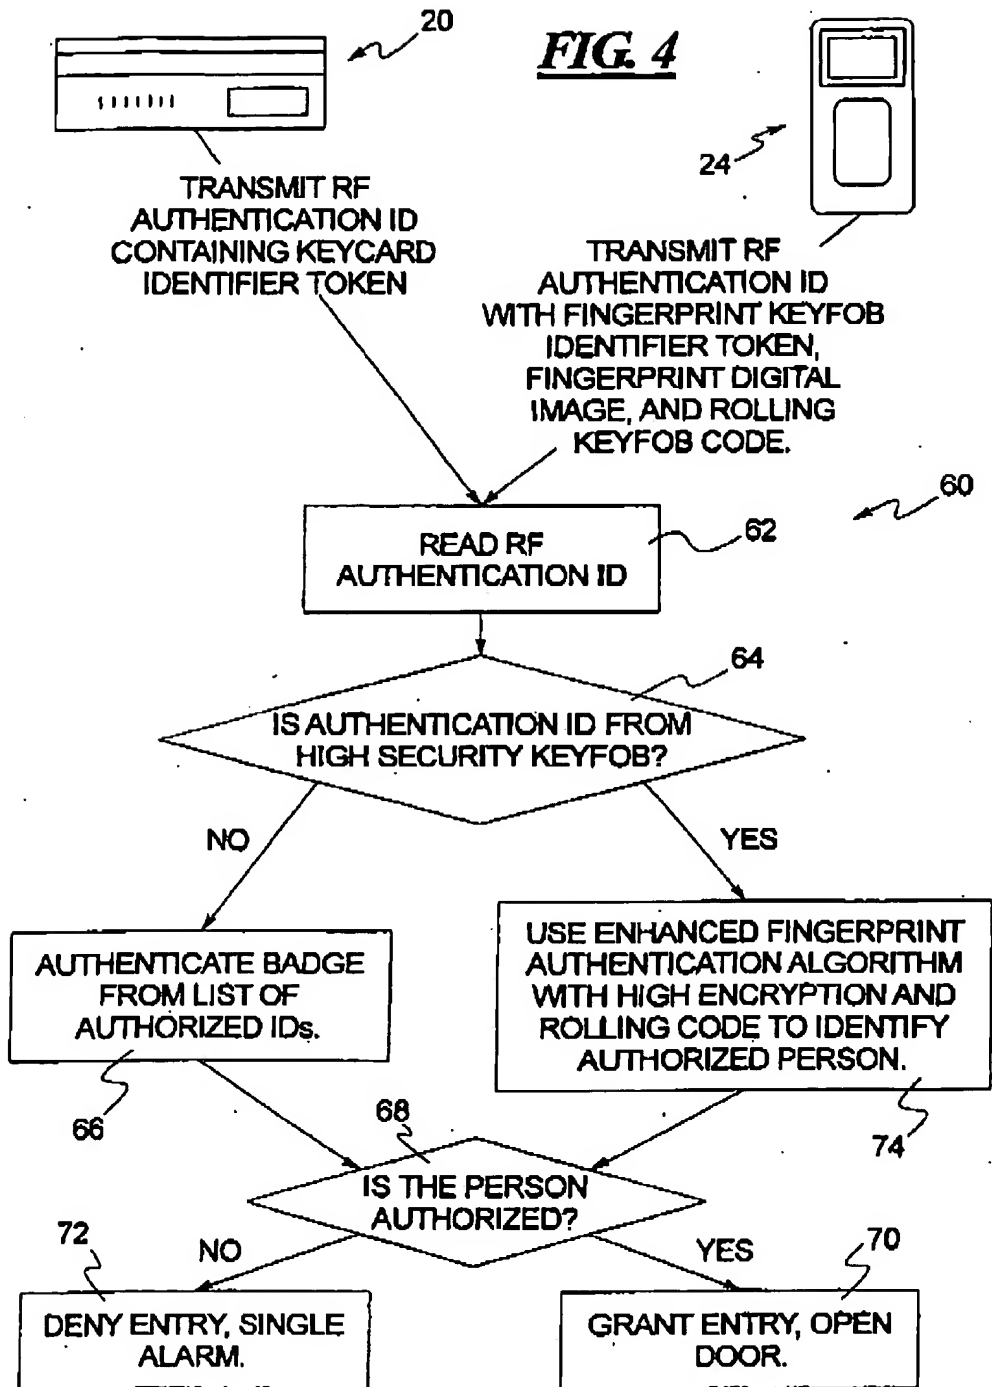 20
FIG. 4
24
TRANSMIT RF
AUTHENTICATION ID
CONTAINING KEYCARD
IDENTIFIER TOKEN
TRANSMIT RF
AUTHENTICATION ID
WITH FINGERPRINT KEYFOB
IDENTIFIER TOKEN,
FINGERPRINT DIGITAL
IMAGE, AND ROLLING
KEYFOB CODE.
60
READ RF
AUTHENTICATION ID
62
64
IS AUTHENTICATION ID FROM
HIGH SECURITY KEYFOB?
NO
YES
AUTHENTICATE BADGE
FROM LIST OF
AUTHORIZED IDs.
66
USE ENHANCED FINGERPRINT
AUTHENTICATION ALGORITHM
WITH HIGH ENCRYPTION AND
ROLLING CODE TO IDENTIFY
AUTHORIZED PERSON.
74
68
IS THE PERSON
AUTHORIZED?
72
NO
YES
70
DENY ENTRY, SINGLE
ALARM.
GRANT ENTRY, OPEN
DOOR.